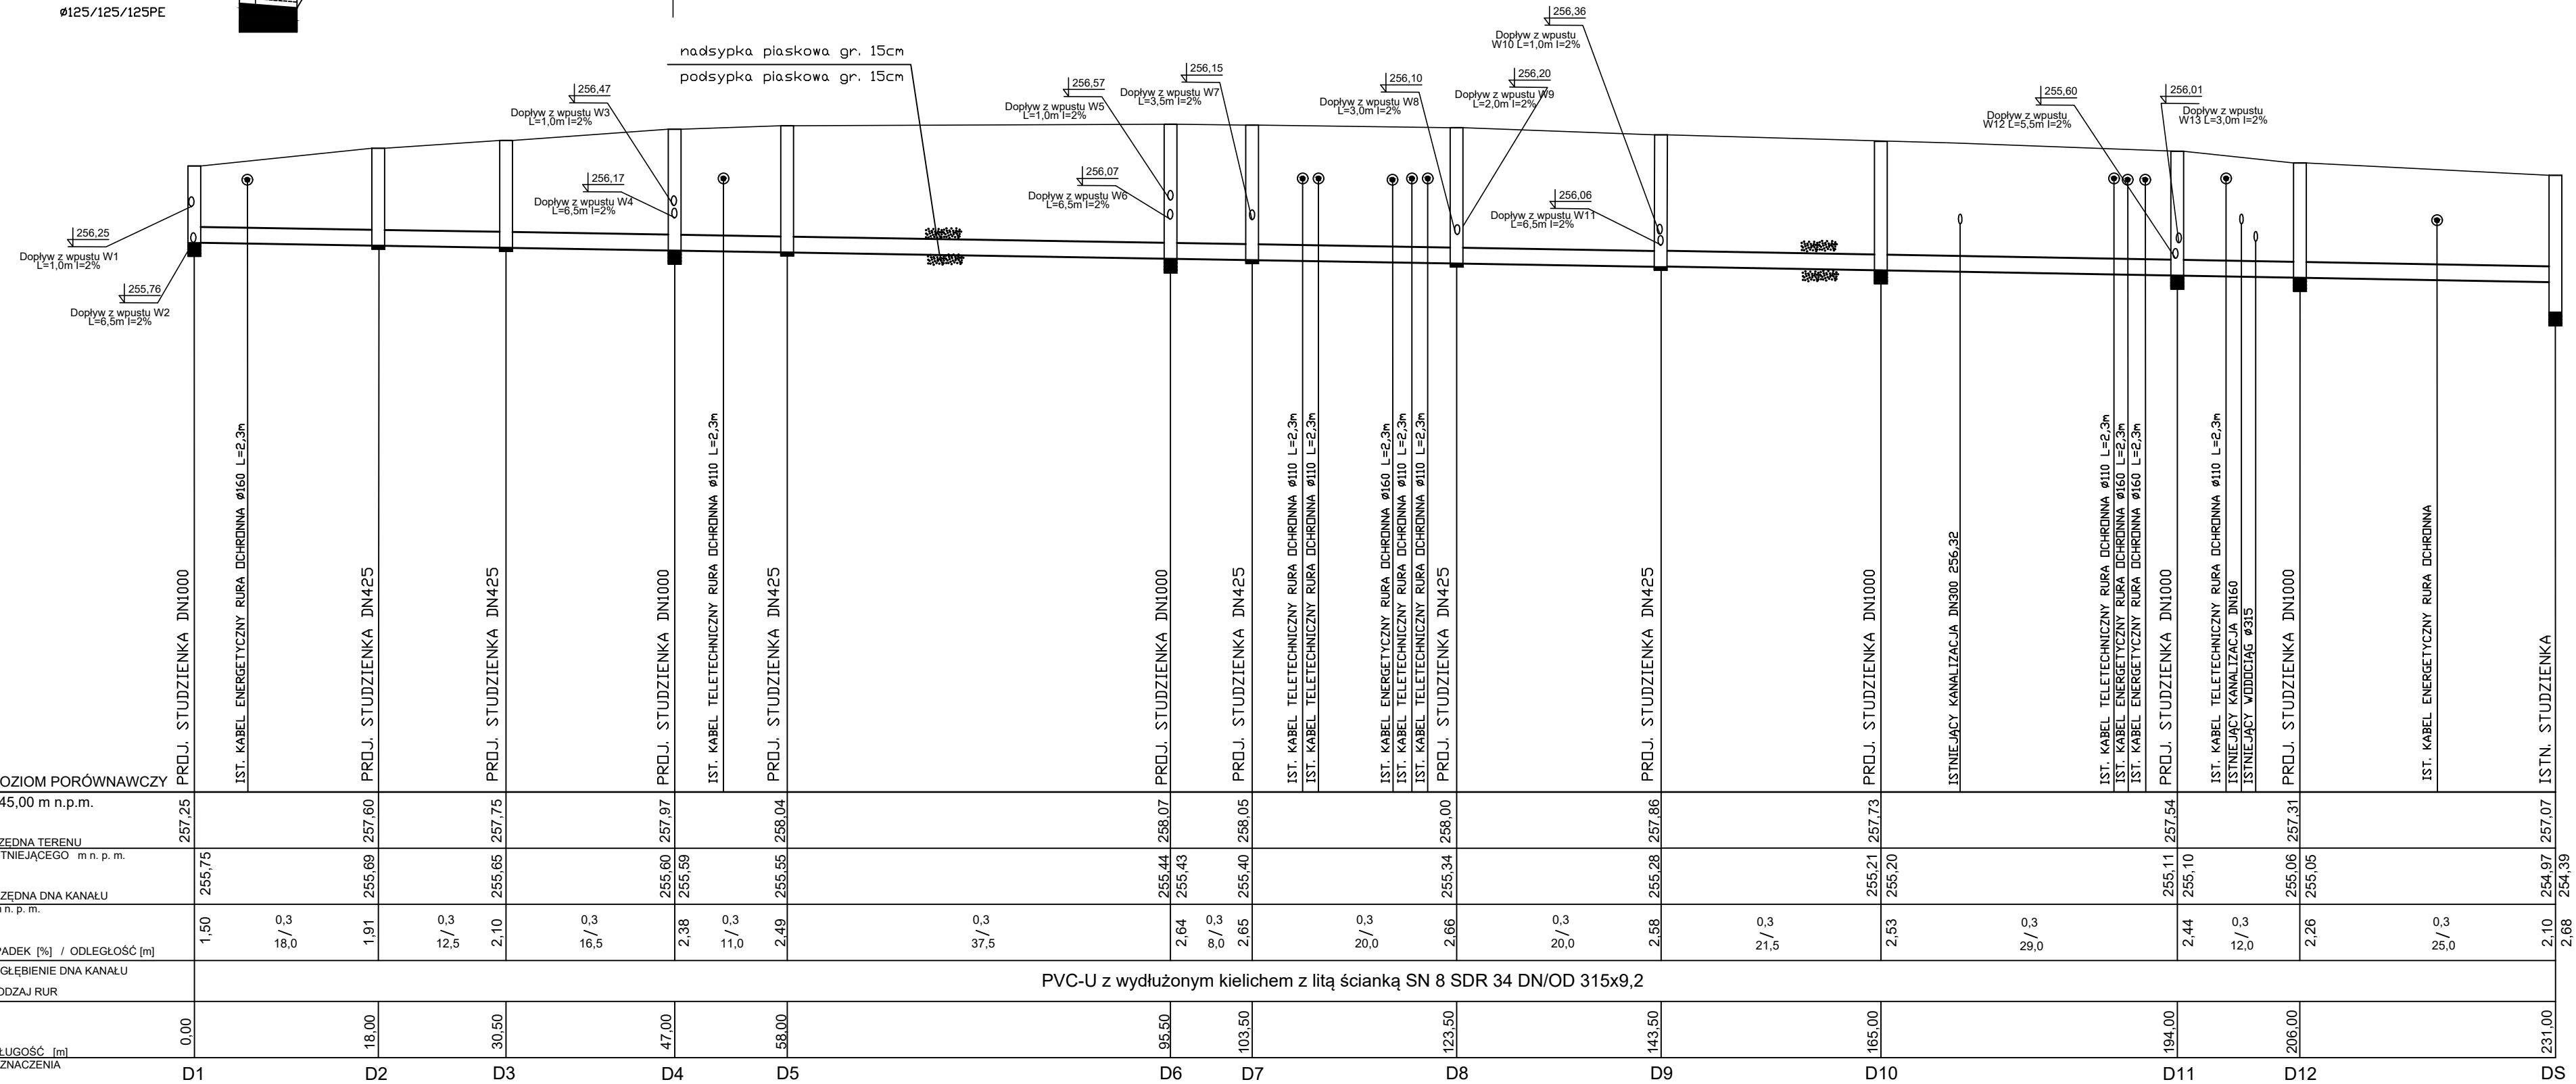 ø125/125/125PE
nadsypka piaskowa gr. 15cm
podsypka piaskowa gr. 15cm
256,25
Dopływ z wpustu W1
L=1,0m I=2%
255,76
Dopływ z wpustu W2
L=6,5m I=2%
256,47
Dopływ z wpustu W3
L=1,0m I=2%
256,17
Dopływ z wpustu W4
L=6,5m I=2%
256,57
Dopływ z wpustu W5
L=1,0m I=2%
256,07
Dopływ z wpustu W6
L=6,5m I=2%
256,15
Dopływ z wpustu W7
L=3,5m I=2%
256,10
Dopływ z wpustu W8
L=3,0m I=2%
256,20
Dopływ z wpustu W9
L=2,0m I=2%
256,36
Dopływ z wpustu
W10 L=1,0m I=2%
256,06
Dopływ z wpustu W11
L=6,5m I=2%
255,60
Dopływ z wpustu
W12 L=5,5m I=2%
256,01
Dopływ z wpustu
W13 L=3,0m I=2%
PROJ. STUDZIENKA DN1000
IST. KABEL ENERGETYCZNY RURA OCHRONNA ø160 L=2,3m
PROJ. STUDZIENKA DN425
PROJ. STUDZIENKA DN425
PROJ. STUDZIENKA DN1000
IST. KABEL TELETECHNICZNY RURA OCHRONNA ø110 L=2,3m
PROJ. STUDZIENKA DN425
PROJ. STUDZIENKA DN1000
PROJ. STUDZIENKA DN425
IST. KABEL TELETECHNICZNY RURA OCHRONNA ø110 L=2,3m
IST. KABEL TELETECHNICZNY RURA OCHRONNA ø110 L=2,3m
IST. KABEL ENERGETYCZNY RURA OCHRONNA ø160 L=2,3m
IST. KABEL TELETECHNICZNY RURA OCHRONNA ø110 L=2,3m
IST. KABEL TELETECHNICZNY RURA OCHRONNA ø110 L=2,3m
PROJ. STUDZIENKA DN425
PROJ. STUDZIENKA DN425
PROJ. STUDZIENKA DN1000
ISTNIEJĄCY KANALIZACJA DN300 256,32
IST. KABEL TELETECHNICZNY RURA OCHRONNA ø110 L=2,3m
IST. KABEL ENERGETYCZNY RURA OCHRONNA ø160 L=2,3m
IST. KABEL ENERGETYCZNY RURA OCHRONNA ø160 L=2,3m
PROJ. STUDZIENKA DN1000
IST. KABEL TELETECHNICZNY RURA OCHRONNA ø110 L=2,3m
ISTNIEJĄCY KANALIZACJA DN160
ISTNIEJĄCY WODOCIĄG ø315
PROJ. STUDZIENKA DN1000
IST. KABEL ENERGETYCZNY RURA OCHRONNA
ISTN. STUDZIENKA
OZIOM PORÓWNAWCZY
45,00 m n.p.m.
ZĘDNA TERENU
TNIEJĄCEGO m n. p. m.
257,25 257,60 257,75 257,97 258,04 258,07 258,05 258,00 257,86 257,73 257,54 257,31 257,07
ZĘDNA DNA KANAŁU
n. p. m.
255,75 255,69 255,65 255,60 255,59 255,55 255,44 255,43 255,40 255,34 255,28 255,21 255,20 255,11 255,10 255,06 255,05 254,97 254,39
PADEK [%] / ODLEGŁOŚĆ [m]
0,3 / 18,0
0,3 / 12,5
0,3 / 16,5
0,3 / 11,0
0,3 / 37,5
0,3 / 8,0
0,3 / 20,0
0,3 / 20,0
0,3 / 21,5
0,3 / 29,0
0,3 / 12,0
0,3 / 25,0
GŁĘBIENIE DNA KANAŁU
1,50 1,91 2,10 2,38 2,49 2,64 2,65 2,66 2,58 2,53 2,44 2,26 2,10 2,68
ODZAJ RUR
PVC-U z wydłużonym kielichem z litą ścianką SN 8 SDR 34 DN/OD 315x9,2
ŁUGOŚĆ [m]
0,00 18,00 30,50 47,00 58,00 95,50 103,50 123,50 143,50 165,00 194,00 206,00 231,00
ZNACZENIA
D1 D2 D3 D4 D5 D6 D7 D8 D9 D10 D11 D12 DS